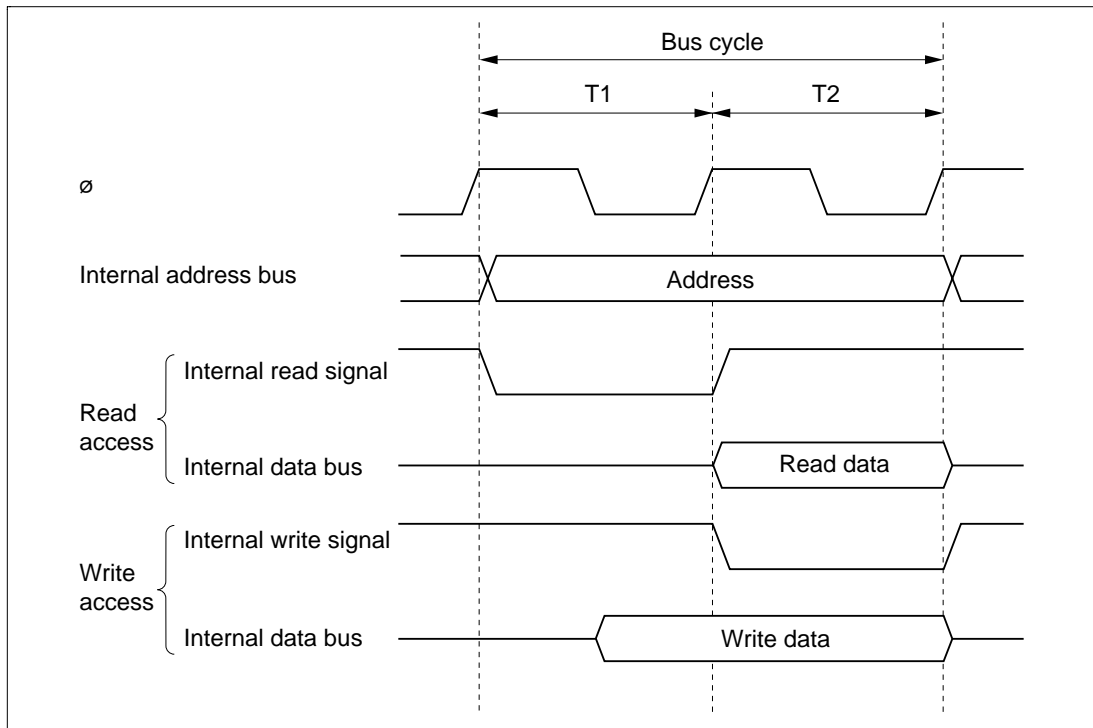 Bus cycle
T1
T2
ø
Internal address bus
Address
Internal read signal
Read
access
Internal data bus
Read data
Internal write signal
Write
access
Internal data bus
Write data